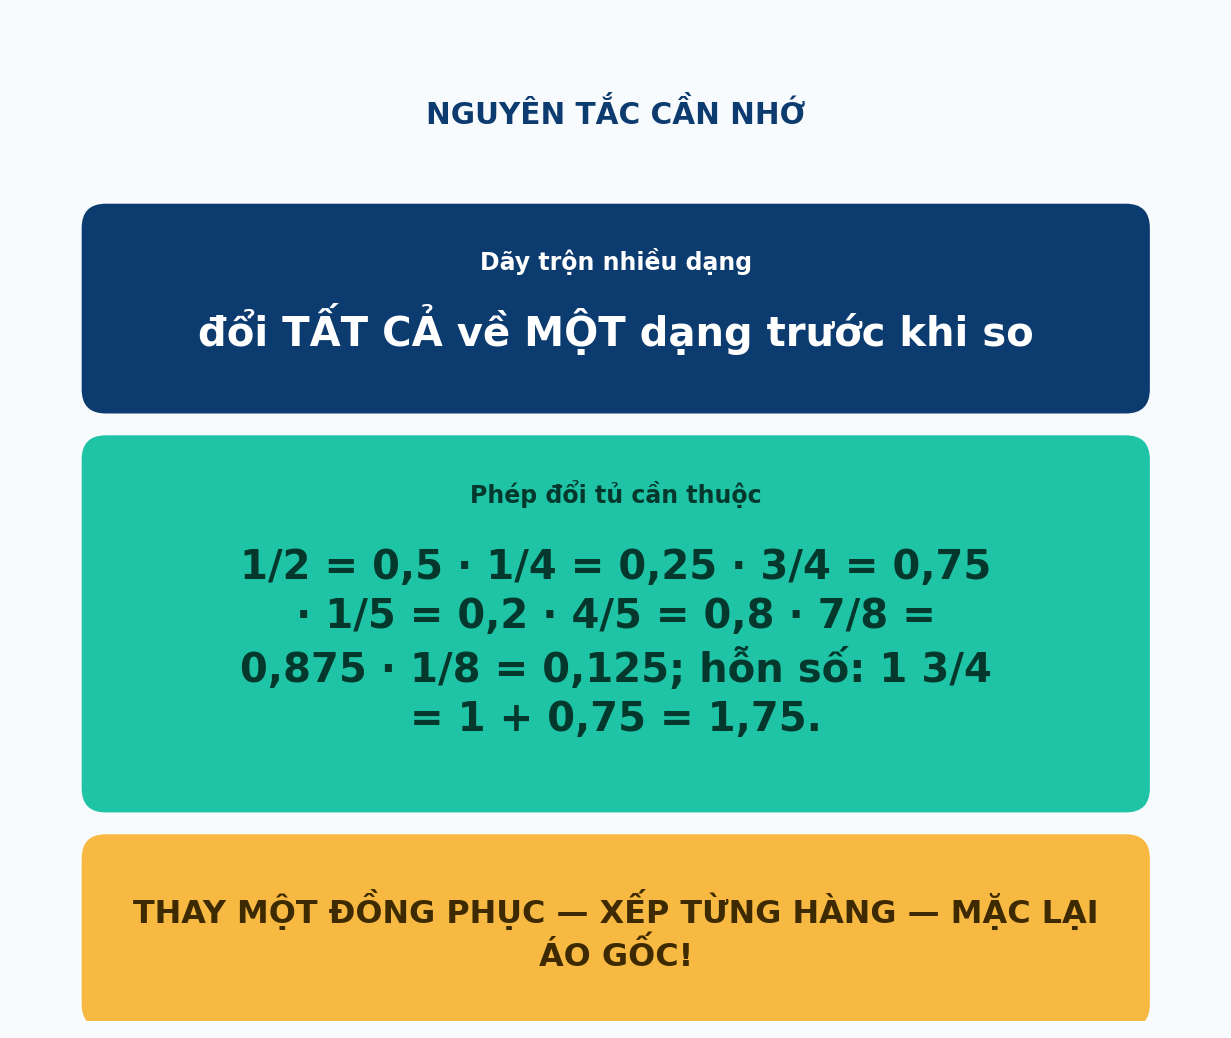 NGUYÊN TẮC CẦN NHỚ
Dãy trộn nhiều dạng
đổi TẤT CẢ về MỘT dạng trước khi so
Phép đổi tủ cần thuộc
1/2 = 0,5 · 1/4 = 0,25 · 3/4 = 0,75
· 1/5 = 0,2 · 4/5 = 0,8 · 7/8 =
0,875 · 1/8 = 0,125; hỗn số: 1 3/4
= 1 + 0,75 = 1,75.
THAY MỘT ĐỒNG PHỤC — XẾP TỪNG HÀNG — MẶC LẠI
ÁO GỐC!